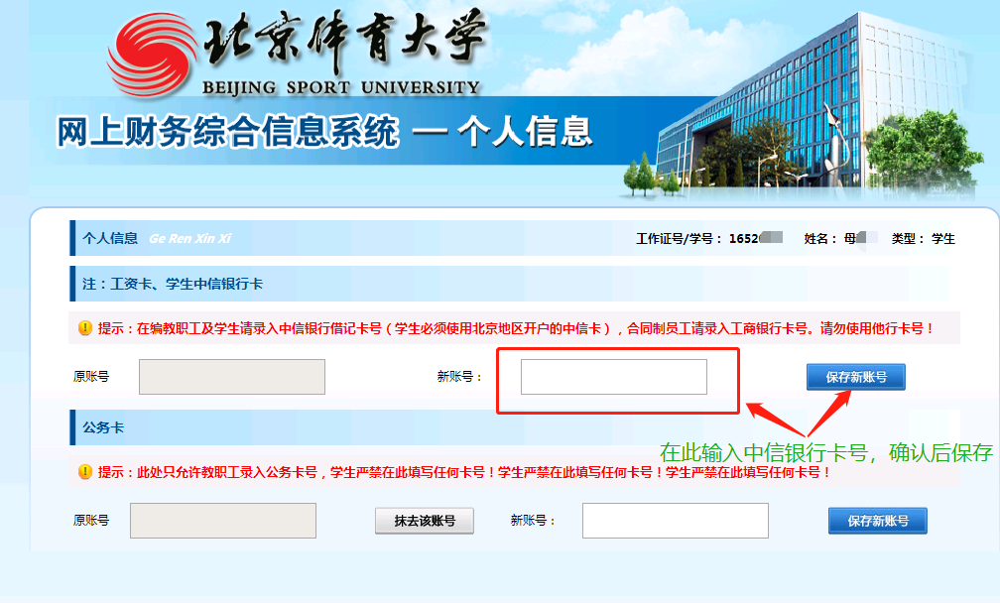 北京体育大学
BEIJING SPORT UNIVERSITY
网上财务综合信息系统 — 个人信息
个人信息 Ge Ren Xin Xi 工作证号/学号： 1652 姓名： 母 类型： 学生
注：工资卡、学生中信银行卡
提示：在编教职工及学生请录入中信银行借记卡号（学生必须使用北京地区开户的中信卡），合同制员工请录入工商银行卡号。请勿使用他行卡号！
原账号 新账号： 保存新账号
公务卡
在此输入中信银行卡号，确认后保存
提示：此处只允许教职工录入公务卡号，学生严禁在此填写任何卡号！学生严禁在此填写任何卡号！学生严禁在此填写任何卡号！
原账号 抹去该账号 新账号： 保存新账号